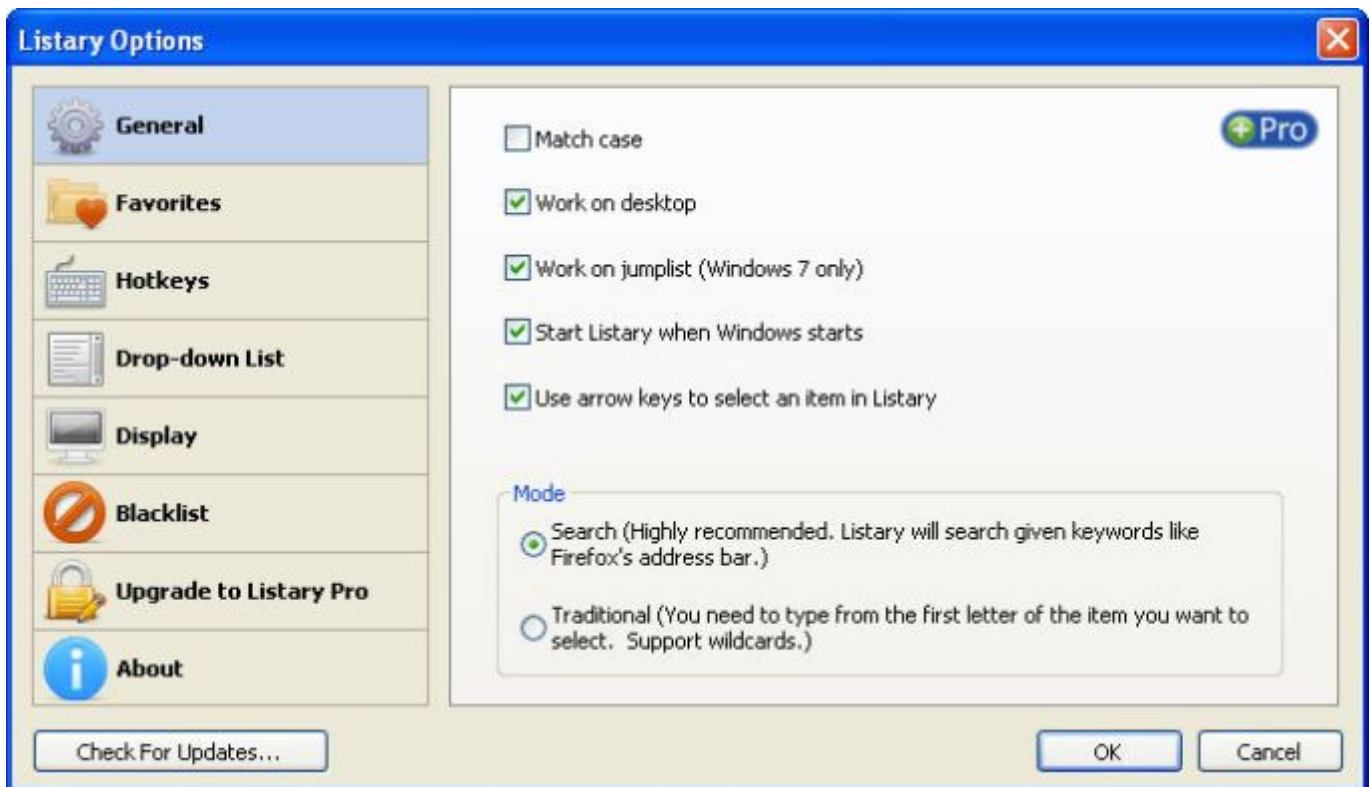 Listary Options
General
Favorites
Hotkeys
Drop-down List
Display
Blacklist
Upgrade to Listary Pro
About
Pro
Match case
Work on desktop
Work on jumplist (Windows 7 only)
Start Listary when Windows starts
Use arrow keys to select an item in Listary
Mode
Search (Highly recommended. Listary will search given keywords like
Firefox's address bar.)
Traditional (You need to type from the first letter of the item you want to
select.  Support wildcards.)
Check For Updates...
OK
Cancel